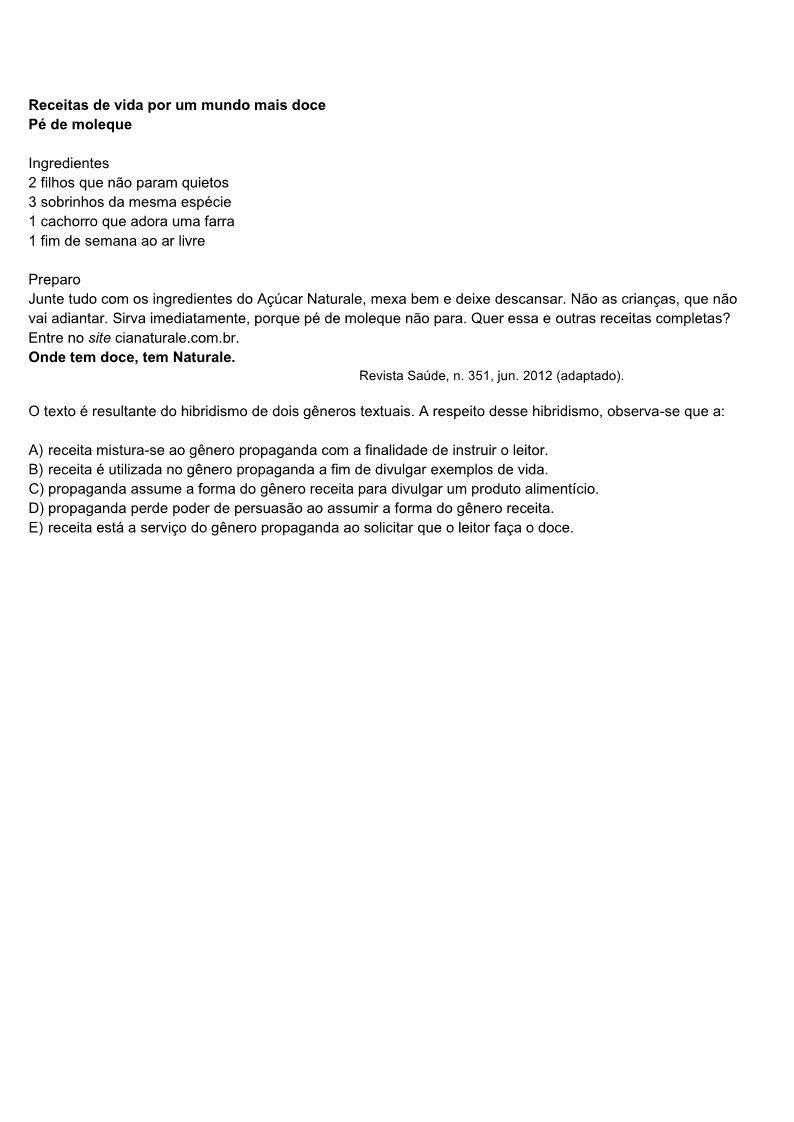 Receitas de vida por um mundo mais doce
Pé de moleque
Ingredientes
2 filhos que não param quietos
3 sobrinhos da mesma espécie
1 cachorro que adora uma farra
1 fim de semana ao ar livre
Preparo
Junte tudo com os ingredientes do Açúcar Naturale, mexa bem e deixe descansar. Não as crianças, que não
vai adiantar. Sirva imediatamente, porque pé de moleque não para. Quer essa e outras receitas completas?
Entre no site cianaturale.com.br.
Onde tem doce, tem Naturale.
Revista Saúde, n. 351, jun. 2012 (adaptado).
O texto é resultante do hibridismo de dois gêneros textuais. A respeito desse hibridismo, observa-se que a:
A) receita mistura-se ao gênero propaganda com a finalidade de instruir o leitor.
B) receita é utilizada no gênero propaganda a fim de divulgar exemplos de vida.
C) propaganda assume a forma do gênero receita para divulgar um produto alimentício.
D) propaganda perde poder de persuasão ao assumir a forma do gênero receita.
E) receita está a serviço do gênero propaganda ao solicitar que o leitor faça o doce.